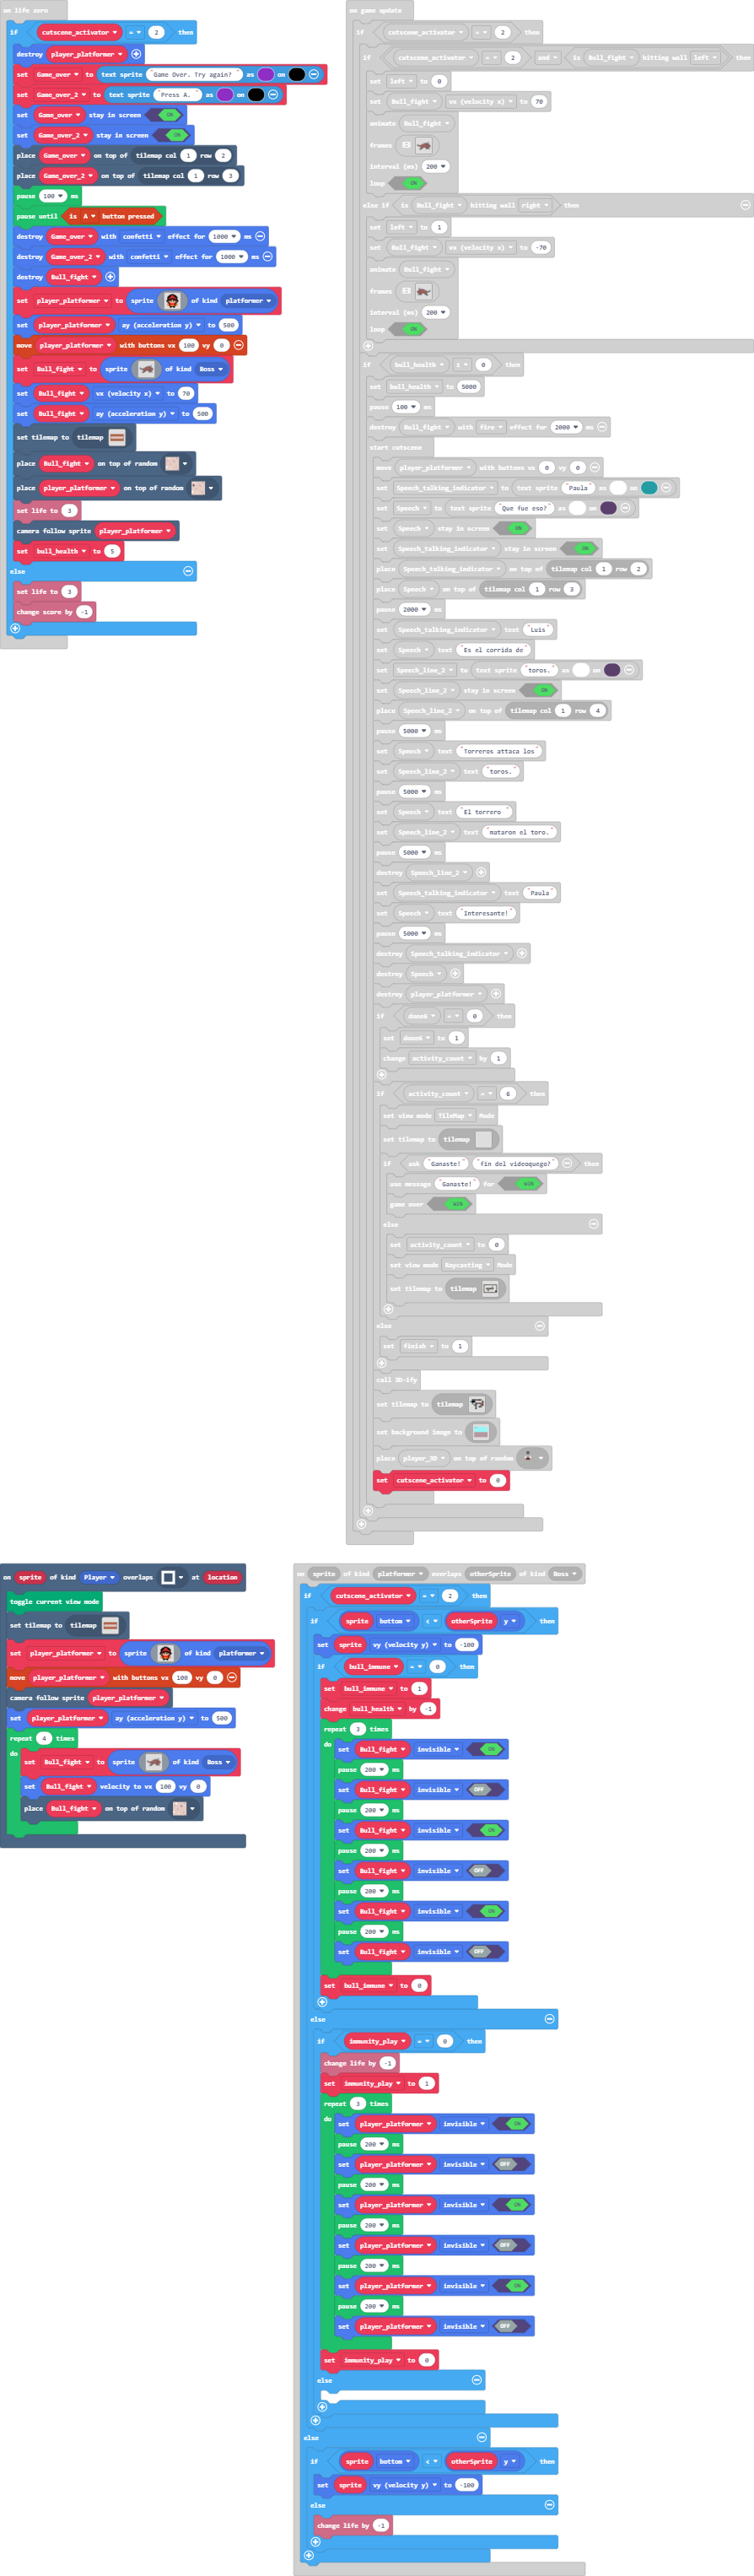 on life zero
if cutscene_activator = 2 then
destroy player_platformer
set Game_over to text sprite "Game Over. Try again?" as on
set Game_over_2 to text sprite "Press A." as on
set Game_over stay in screen ON
set Game_over_2 stay in screen ON
place Game_over on top of tilemap col 1 row 2
place Game_over_2 on top of tilemap col 1 row 3
pause 100 ms
pause until is A button pressed
destroy Game_over with confetti effect for 1000 ms
destroy Game_over_2 with confetti effect for 1000 ms
destroy Bull_fight
set player_platformer to sprite of kind platformer
set player_platformer ay (acceleration y) to 500
move player_platformer with buttons vx 100 vy 0
set Bull_fight to sprite of kind Boss
set Bull_fight vx (velocity x) to 70
set Bull_fight ay (acceleration y) to 500
set tilemap to tilemap
place Bull_fight on top of random
place player_platformer on top of random
set life to 3
camera follow sprite player_platformer
set bull_health to 5
else
set life to 3
change score by -1
on game update
if cutscene_activator = 2 then
if cutscene_activator = 2 and is Bull_fight hitting wall left then
set left to 0
set Bull_fight vx (velocity x) to 70
animate Bull_fight
frames
interval (ms) 200
loop ON
else if is Bull_fight hitting wall right then
set left to 1
set Bull_fight vx (velocity x) to -70
animate Bull_fight
frames
interval (ms) 200
loop ON
if bull_health ≤ 0 then
set bull_health to 5000
pause 100 ms
destroy Bull_fight with fire effect for 2000 ms
start cutscene
move player_platformer with buttons vx 0 vy 0
set Speech_talking_indicator to text sprite "Paula" as on
set Speech to text sprite "Que fue eso?" as on
set Speech stay in screen ON
set Speech_talking_indicator stay in screen ON
place Speech_talking_indicator on top of tilemap col 1 row 2
place Speech on top of tilemap col 1 row 3
pause 2000 ms
set Speech_talking_indicator text "Luis"
set Speech text "Es el corrida de"
set Speech_line_2 to text sprite "toros." as on
set Speech_line_2 stay in screen ON
place Speech_line_2 on top of tilemap col 1 row 4
pause 5000 ms
set Speech text "Torreros attaca los"
set Speech_line_2 text "toros."
pause 5000 ms
set Speech text "El torrero "
set Speech_line_2 text "mataron el toro."
pause 5000 ms
destroy Speech_line_2
set Speech_talking_indicator text "Paula"
set Speech text "Interesante!"
pause 5000 ms
destroy Speech_talking_indicator
destroy Speech
destroy player_platformer
if done6 = 0 then
set done6 to 1
change activity_count by 1
if activity_count = 6 then
set view mode TileMap Mode
set tilemap to tilemap
if ask "Ganaste!" "fin del videoquego?" then
use message "Ganaste!" for WIN
game over WIN
else
set activity_count to 0
set view mode Raycasting Mode
set tilemap to tilemap
else
set finish to 1
call 3D-ify
set tilemap to tilemap
set background image to
place player_3D on top of random
set cutscene_activator to 0
on sprite of kind Player overlaps at location
toggle current view mode
set tilemap to tilemap
set player_platformer to sprite of kind platformer
move player_platformer with buttons vx 100 vy 0
camera follow sprite player_platformer
set player_platformer ay (acceleration y) to 500
repeat 4 times
do set Bull_fight to sprite of kind Boss
set Bull_fight velocity to vx 100 vy 0
place Bull_fight on top of random
on sprite of kind platformer overlaps otherSprite of kind Boss
if cutscene_activator = 2 then
if sprite bottom < otherSprite y then
set sprite vy (velocity y) to -100
if bull_immune = 0 then
set bull_immune to 1
change bull_health by -1
repeat 3 times
do set Bull_fight invisible ON
pause 200 ms
set Bull_fight invisible OFF
pause 200 ms
set Bull_fight invisible ON
pause 200 ms
set Bull_fight invisible OFF
pause 200 ms
set Bull_fight invisible ON
pause 200 ms
set Bull_fight invisible OFF
set bull_immune to 0
else
if immunity_play = 0 then
change life by -1
set immunity_play to 1
repeat 3 times
do set player_platformer invisible ON
pause 200 ms
set player_platformer invisible OFF
pause 200 ms
set player_platformer invisible ON
pause 200 ms
set player_platformer invisible OFF
pause 200 ms
set player_platformer invisible ON
pause 200 ms
set player_platformer invisible OFF
set immunity_play to 0
else
else
if sprite bottom < otherSprite y then
set sprite vy (velocity y) to -100
else
change life by -1